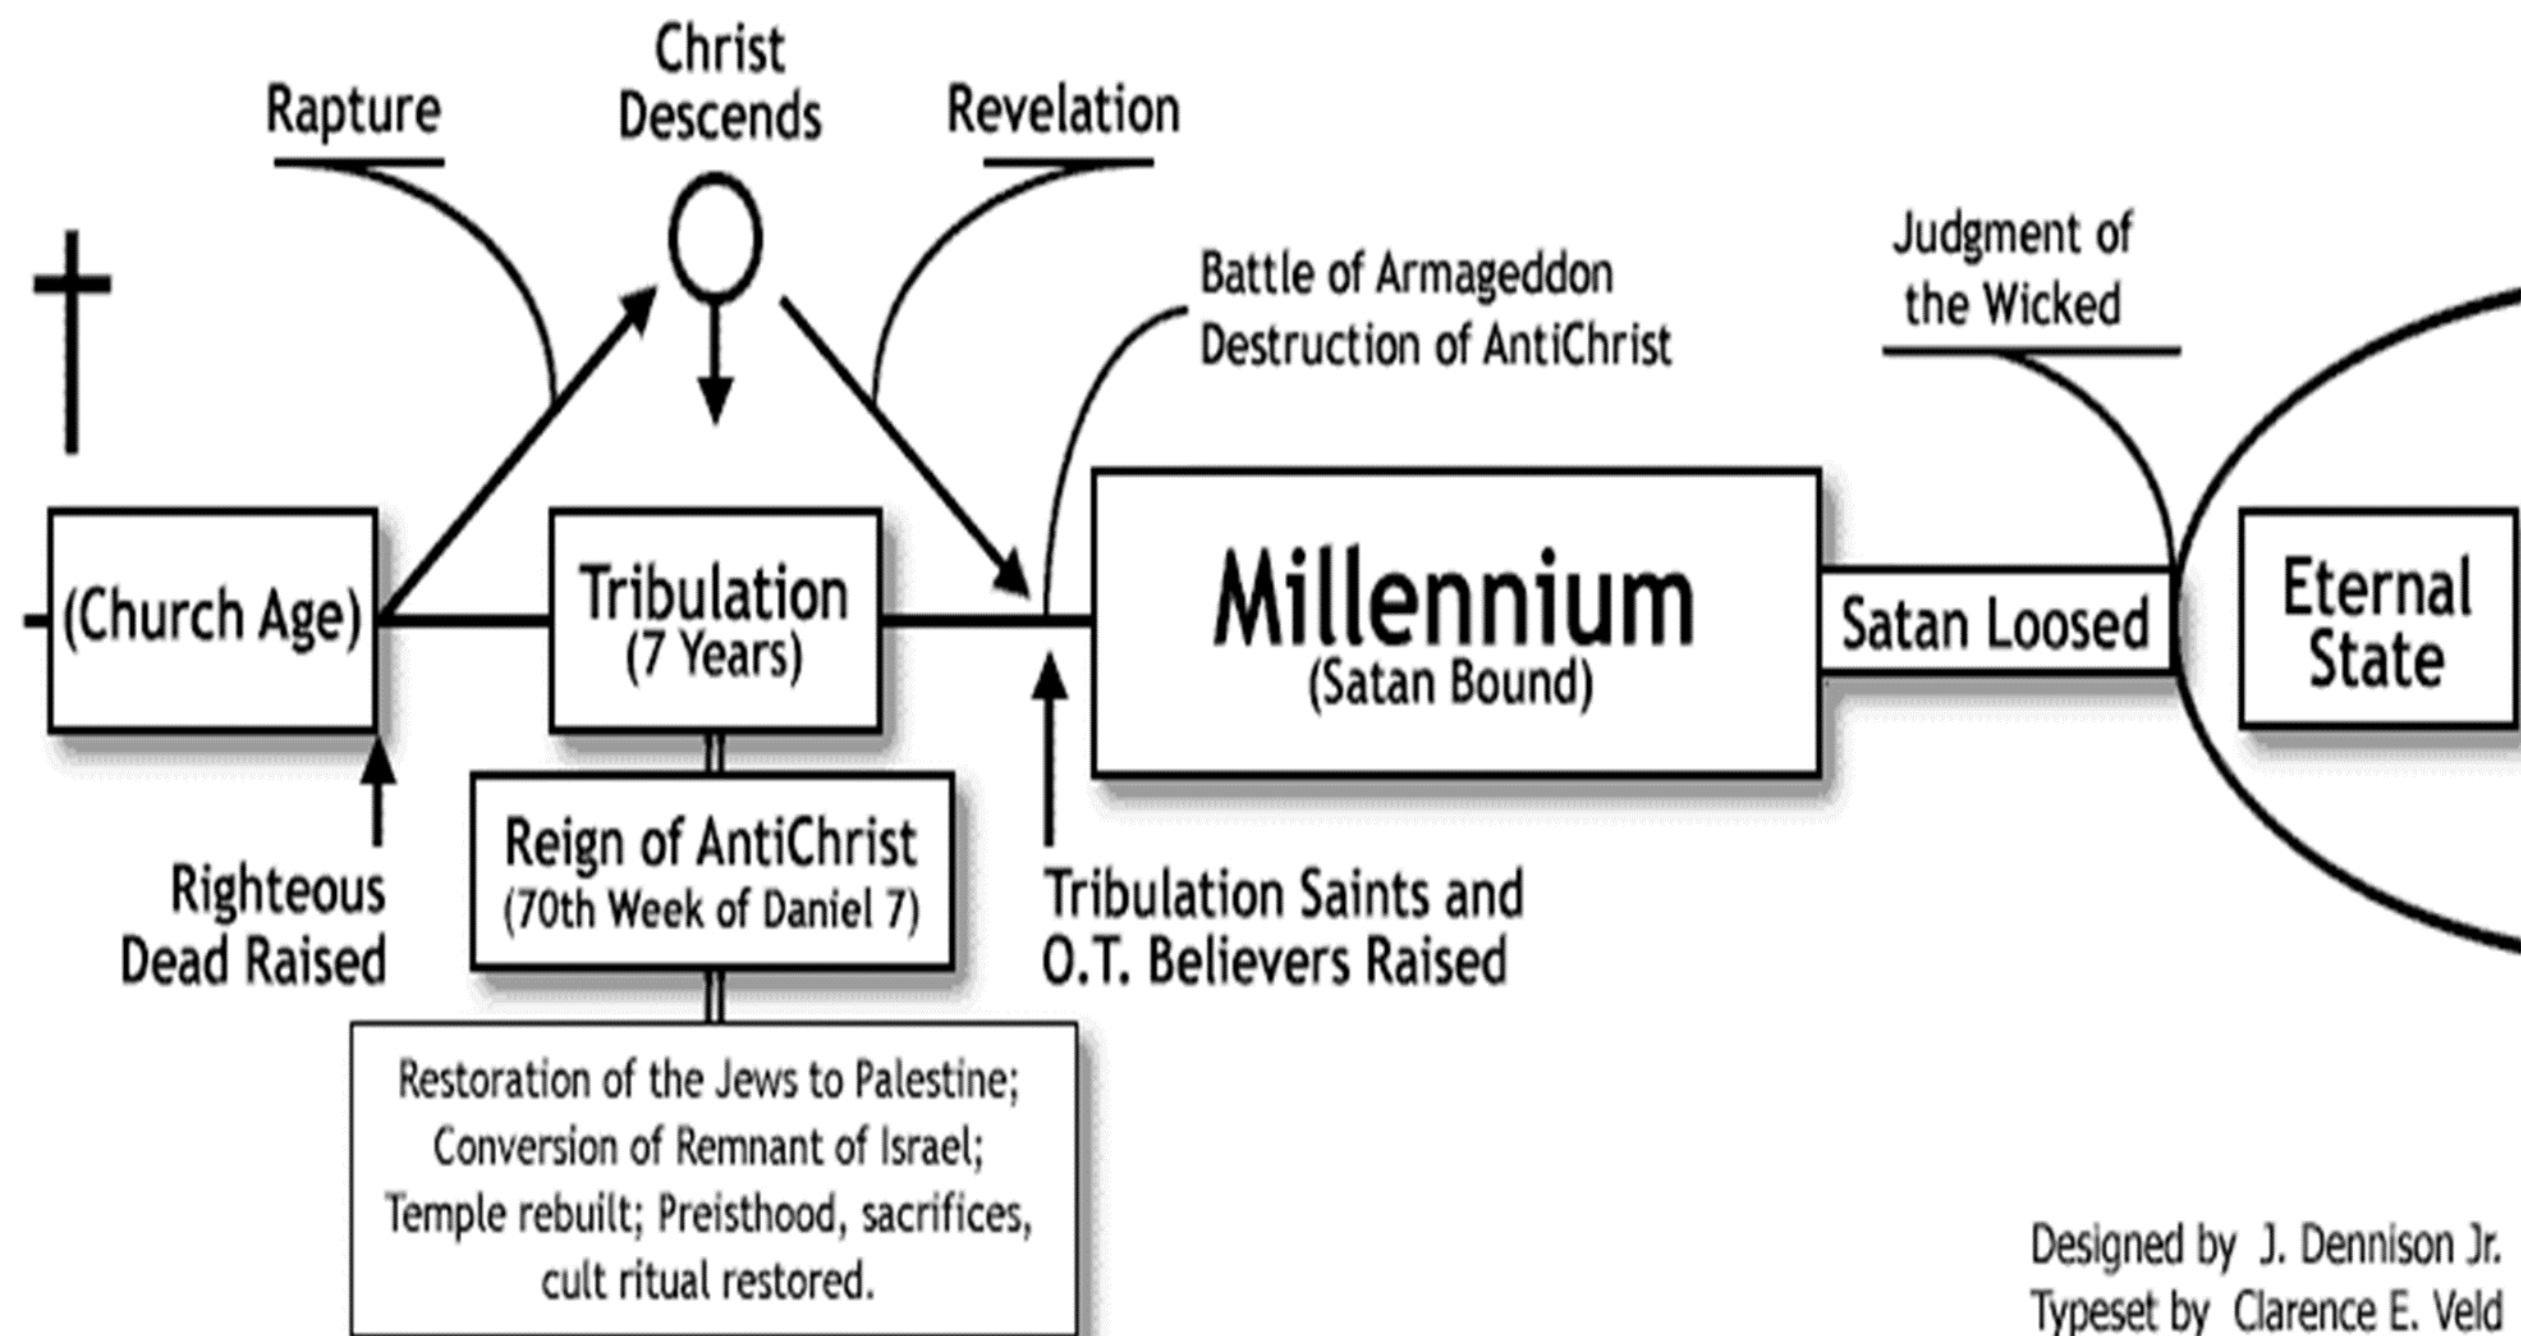 Christ
Descends
Rapture
Revelation
Judgment of
the Wicked
Battle of Armageddon
Destruction of AntiChrist
(Church Age)
Tribulation
(7 Years)
Millennium
(Satan Bound)
Satan Loosed
Eternal
State
Righteous
Dead Raised
Reign of AntiChrist
(70th Week of Daniel 7)
Tribulation Saints and
O.T. Believers Raised
Restoration of the Jews to Palestine;
Conversion of Remnant of Israel;
Temple rebuilt; Preisthood, sacrifices,
cult ritual restored.
Designed by J. Dennison Jr.
Typeset by Clarence E. Veld